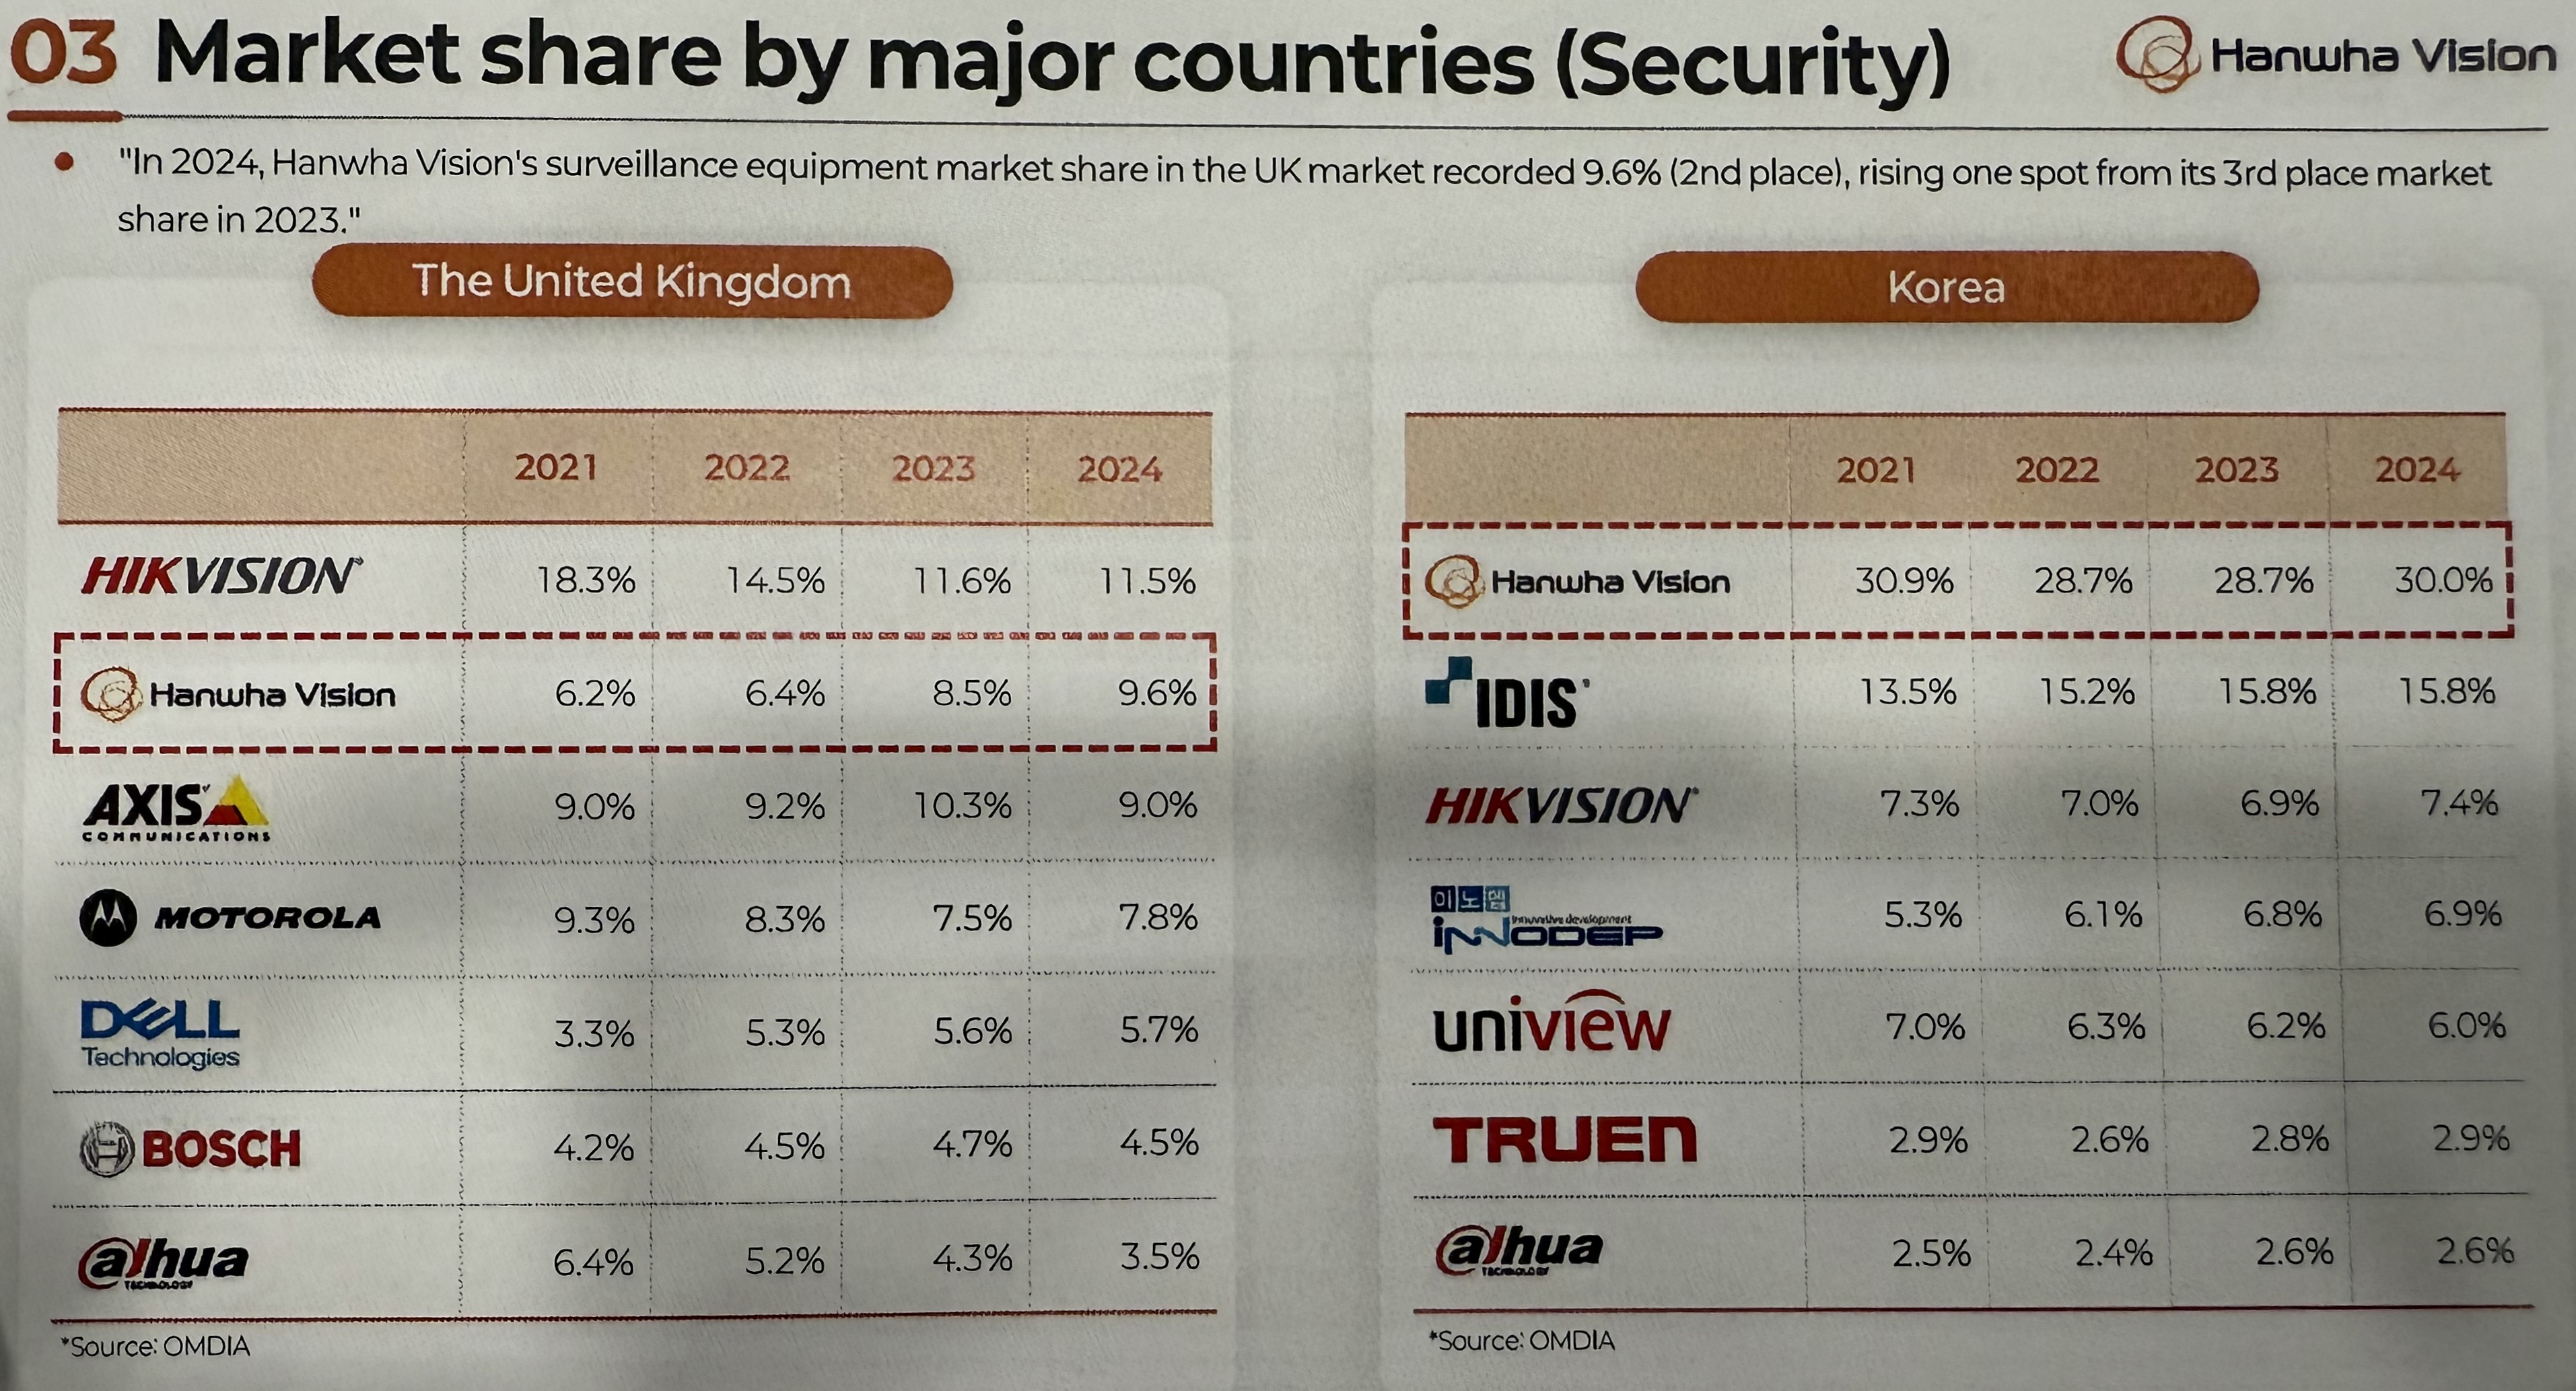 03 Market share by major countries (Security)
Hanwha Vision
• "In 2024, Hanwha Vision's surveillance equipment market share in the UK market recorded 9.6% (2nd place), rising one spot from its 3rd place market
share in 2023."
The United Kingdom
2021 2022 2023 2024
HIKVISION 18.3% 14.5% 11.6% 11.5%
Hanwha Vision 6.2% 6.4% 8.5% 9.6%
AXIS COMMUNICATIONS 9.0% 9.2% 10.3% 9.0%
MOTOROLA 9.3% 8.3% 7.5% 7.8%
DELL Technologies 3.3% 5.3% 5.6% 5.7%
BOSCH 4.2% 4.5% 4.7% 4.5%
alhua TECHNOLOGY 6.4% 5.2% 4.3% 3.5%
*Source: OMDIA
Korea
2021 2022 2023 2024
Hanwha Vision 30.9% 28.7% 28.7% 30.0%
IDIS 13.5% 15.2% 15.8% 15.8%
HIKVISION 7.3% 7.0% 6.9% 7.4%
이노뎁 innovative development INNODEP 5.3% 6.1% 6.8% 6.9%
uniview 7.0% 6.3% 6.2% 6.0%
TRUEN 2.9% 2.6% 2.8% 2.9%
alhua TECHNOLOGY 2.5% 2.4% 2.6% 2.6%
*Source: OMDIA